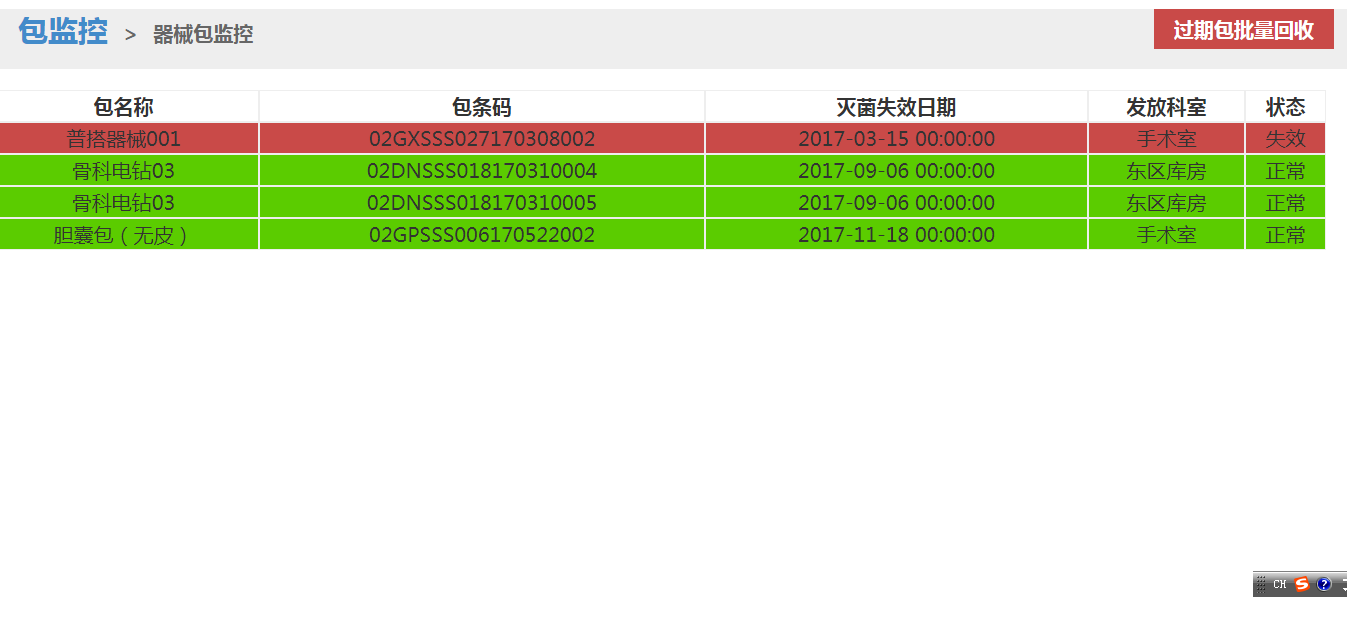 包监控 > 器械包监控 过期包批量回收
包名称 包条码 灭菌失效日期 发放科室 状态
普搭器械001 02GXSSS027170308002 2017-03-15 00:00:00 手术室 失效
骨科电钻03 02DNSSS018170310004 2017-09-06 00:00:00 东区库房 正常
骨科电钻03 02DNSSS018170310005 2017-09-06 00:00:00 东区库房 正常
胆囊包（无皮） 02GPSSS006170522002 2017-11-18 00:00:00 手术室 正常
CH S ?